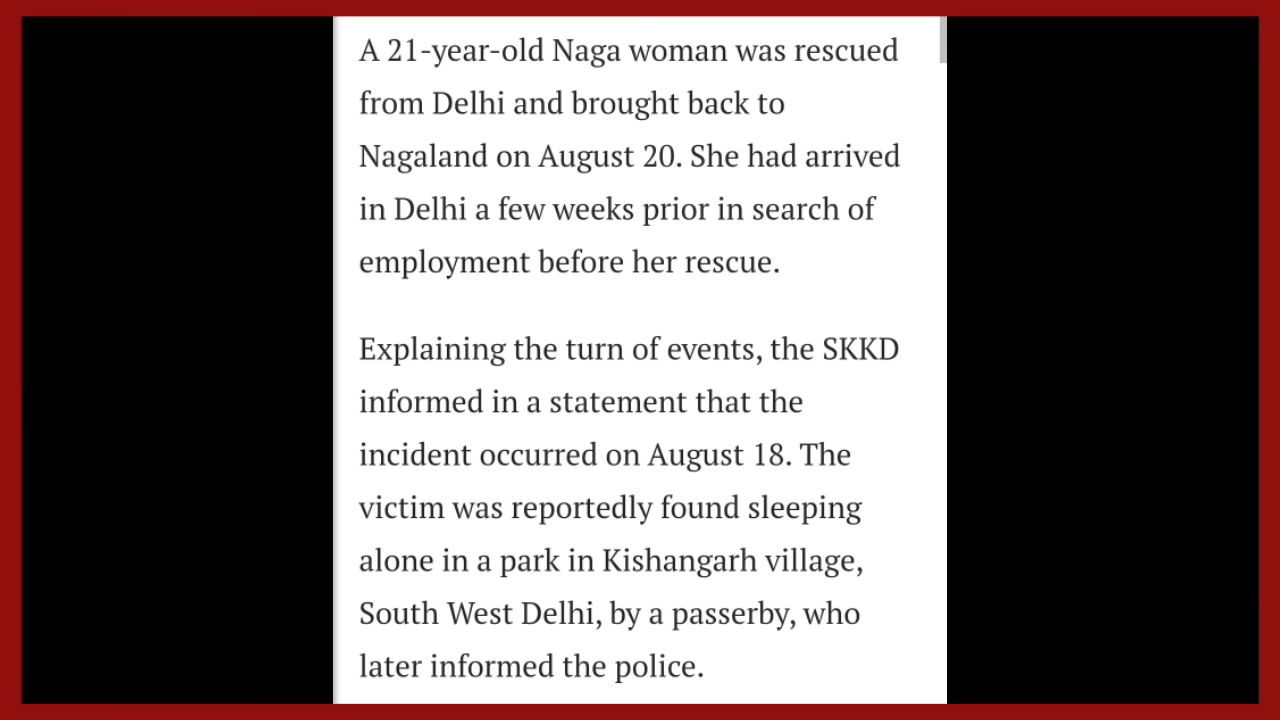 A 21-year-old Naga woman was rescued
from Delhi and brought back to
Nagaland on August 20. She had arrived
in Delhi a few weeks prior in search of
employment before her rescue.
Explaining the turn of events, the SKKD
informed in a statement that the
incident occurred on August 18. The
victim was reportedly found sleeping
alone in a park in Kishangarh village,
South West Delhi, by a passerby, who
later informed the police.